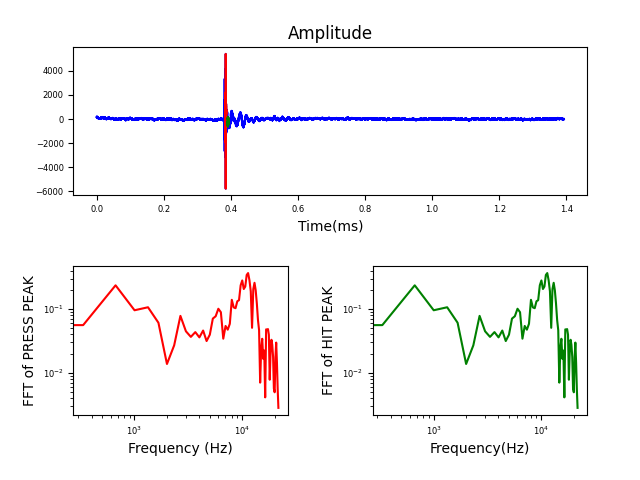 Amplitude
4000
2000
0
−2000
−4000
−6000
0.0 0.2 0.4 0.6 0.8 1.0 1.2 1.4
Time(ms)
FFT of PRESS PEAK
10⁻¹
10⁻²
10³ 10⁴
Frequency (Hz)
FFT of HIT PEAK
10⁻¹
10⁻²
10³ 10⁴
Frequency(Hz)